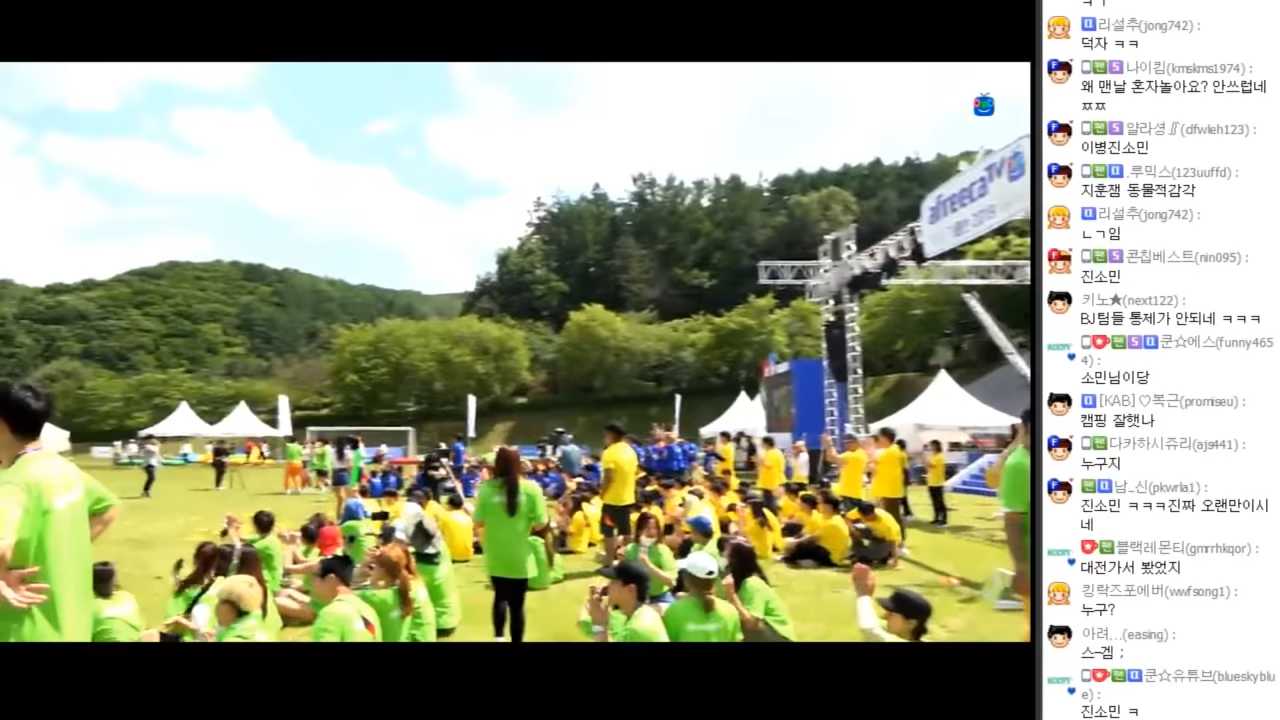 afreecaTV
리설추(jong742) :
덕자 ㅋㅋ
나이킴(kmskms1974) :
왜 맨날 혼자놀아요? 안쓰럽네
ㅉㅉ
얄라셩∬(dfwleh123) :
이병진소민
.루믹스(123uuffd) :
지훈잼 동물적감각
리설추(jong742) :
ㄴㄱ임
콘칩베스트(nin095) :
진소민
키노★(next122) :
BJ팀들 통제가 안되네 ㅋㅋㅋ
쿤☆에스(funny465
4) :
소민님이당
[KAB]♡복근(promiseu) :
캠핑 잘햇나
다카하시쥬리(ajs441) :
누구지
남_신(pkwrla1) :
진소민 ㅋㅋㅋ진짜 오랜만이시
네
블랙레몬티(gmrrhkqor) :
대전가서 봤었지
킹락즈포에버(wwfsong1) :
누구?
아려...(easing) :
스-겜 ;
쿤☆유튜브(blueskyblu
e) :
진소민 ㅋ